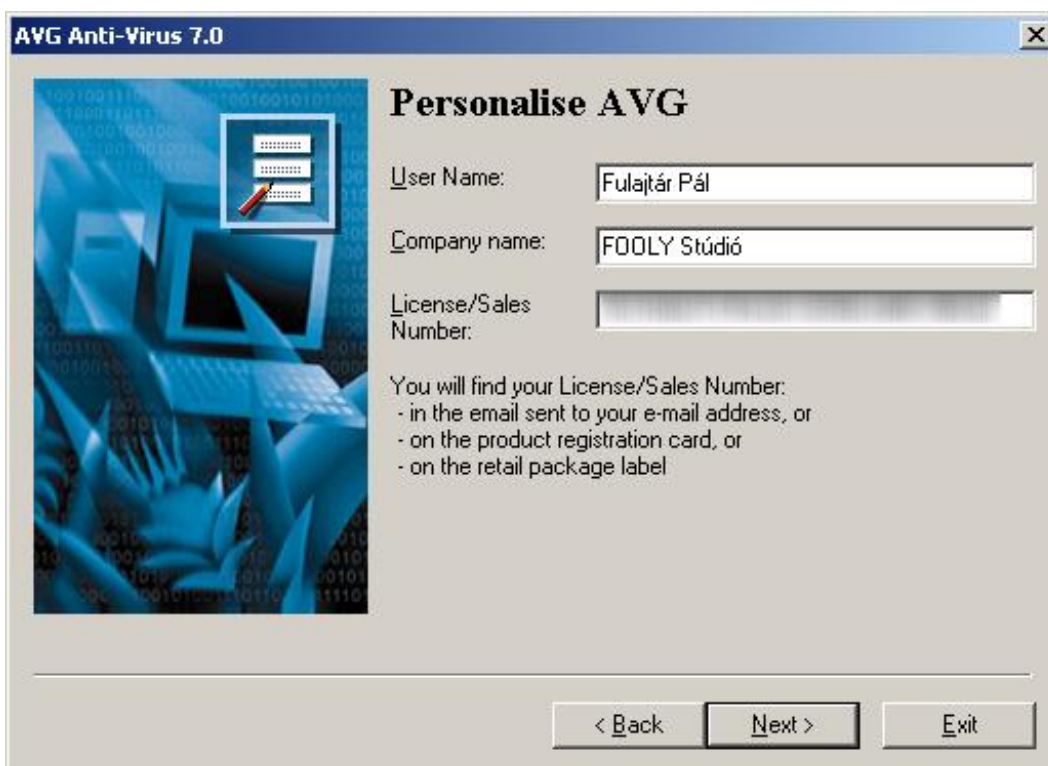 AVG Anti-Virus 7.0
Personalise AVG
User Name:
Fulajtár Pál
Company name:
FOOLY Stúdió
License/Sales
Number:
You will find your License/Sales Number:
- in the email sent to your e-mail address, or
- on the product registration card, or
- on the retail package label
< Back
Next >
Exit